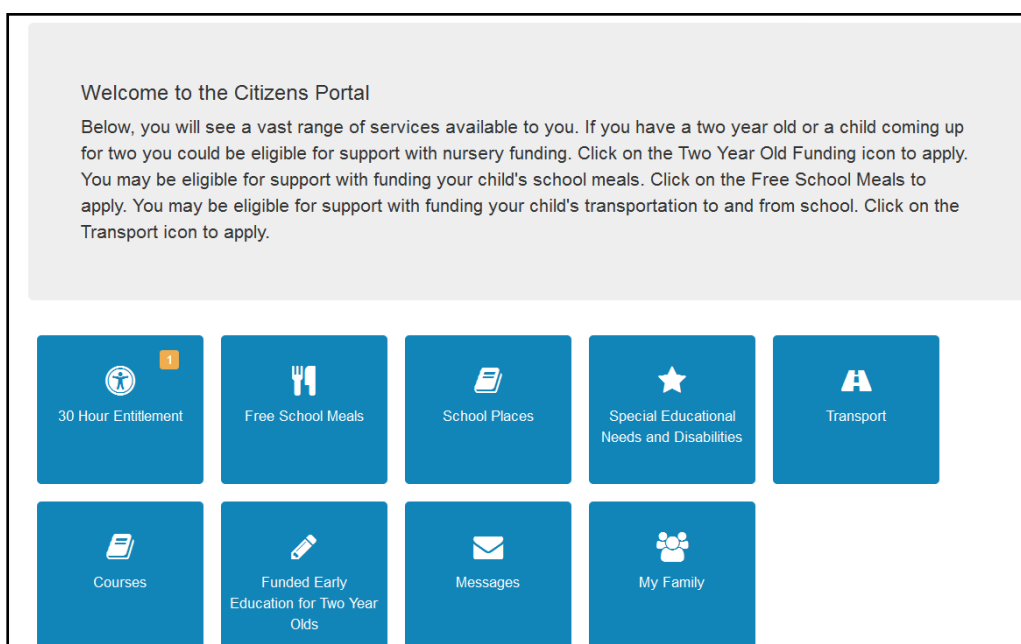 Welcome to the Citizens Portal
Below, you will see a vast range of services available to you. If you have a two year old or a child coming up
for two you could be eligible for support with nursery funding. Click on the Two Year Old Funding icon to apply.
You may be eligible for support with funding your child's school meals. Click on the Free School Meals to
apply. You may be eligible for support with funding your child's transportation to and from school. Click on the
Transport icon to apply.
1
30 Hour Entitlement
Free School Meals
School Places
Special Educational
Needs and Disabilities
Transport
Courses
Funded Early
Education for Two Year
Olds
Messages
My Family